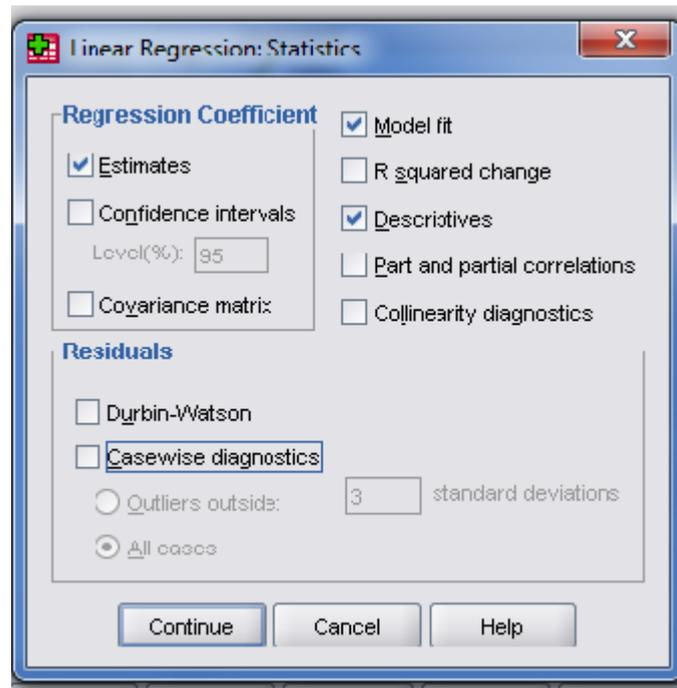 Linear Regression: Statistics
Regression Coefficient
Estimates
Confidence intervals
Level(%): 95
Covariance matrix
Model fit
R squared change
Descriptives
Part and partial correlations
Collinearity diagnostics
Residuals
Durbin-Watson
Casewise diagnostics
Outliers outside: 3 standard deviations
All cases
Continue Cancel Help